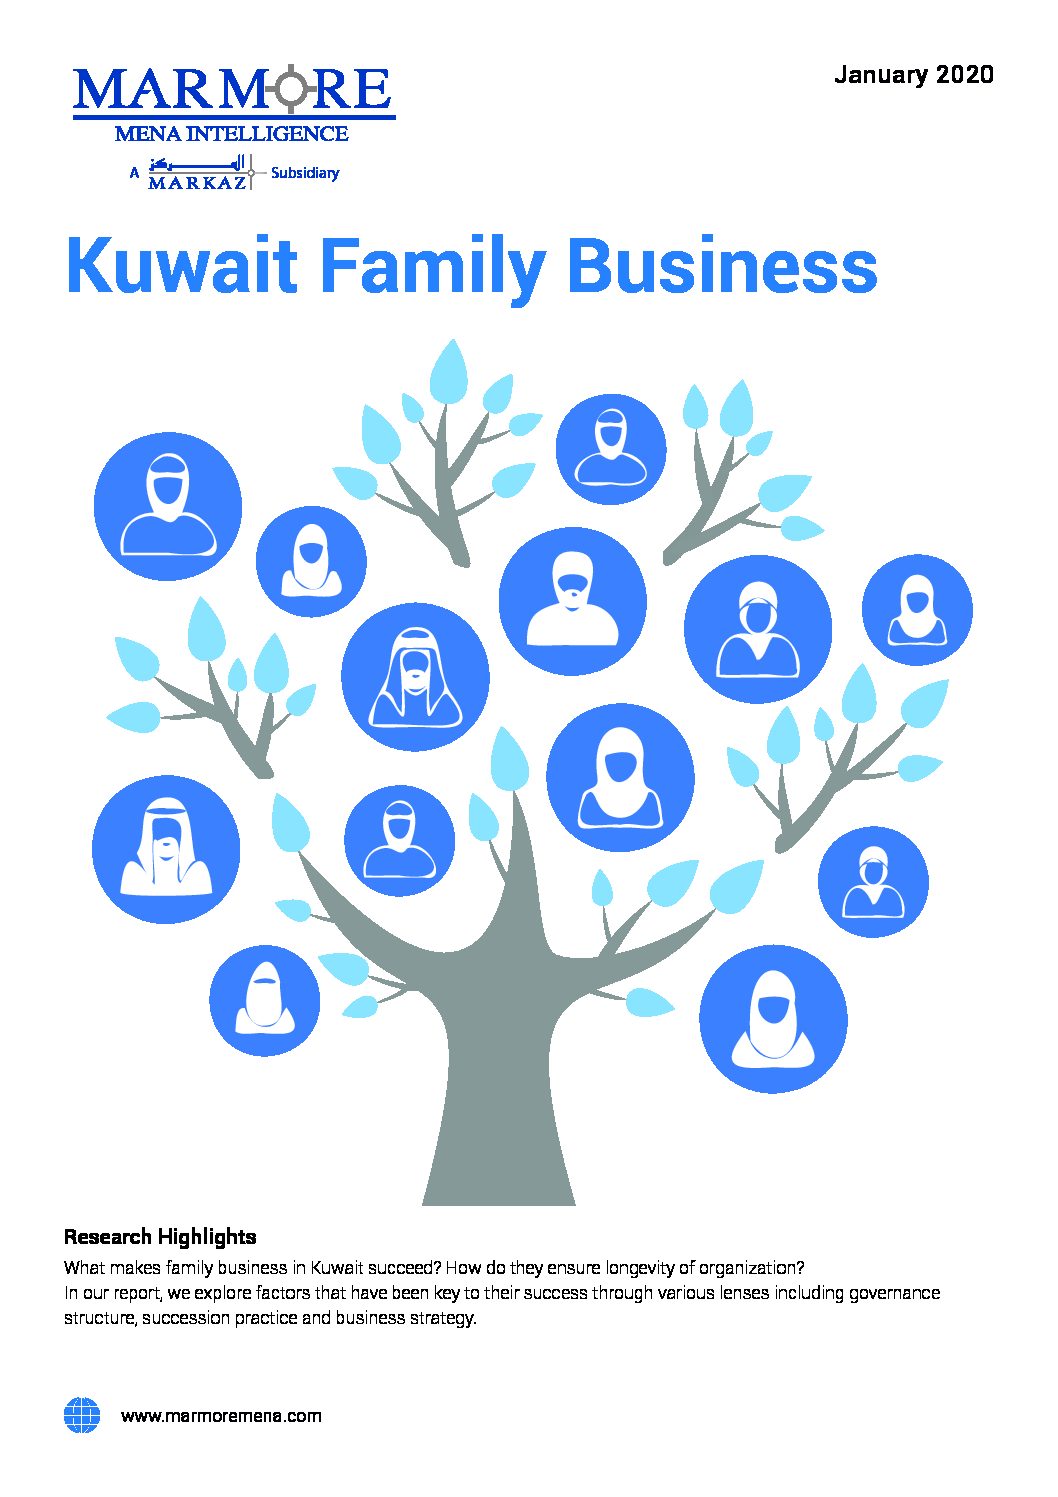 MARMORE
January 2020
MENA INTELLIGENCE
A المركز MARKAZ Subsidiary
Kuwait Family Business
Research Highlights
What makes family business in Kuwait succeed? How do they ensure longevity of organization?
In our report, we explore factors that have been key to their success through various lenses including governance
structure, succession practice and business strategy.
www.marmoremena.com